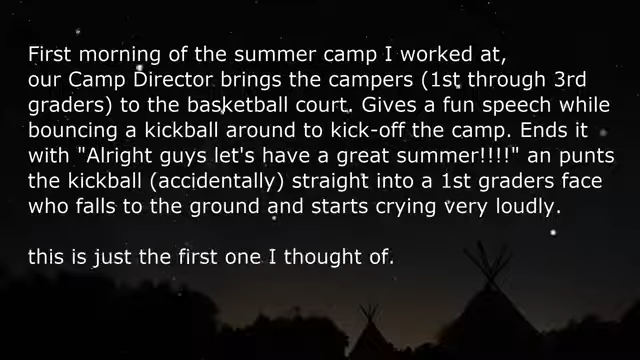 First morning of the summer camp I worked at,
our Camp Director brings the campers (1st through 3rd
graders) to the basketball court. Gives a fun speech while
bouncing a kickball around to kick-off the camp. Ends it
with "Alright guys let's have a great summer!!!!" an punts
the kickball (accidentally) straight into a 1st graders face
who falls to the ground and starts crying very loudly.
this is just the first one I thought of.